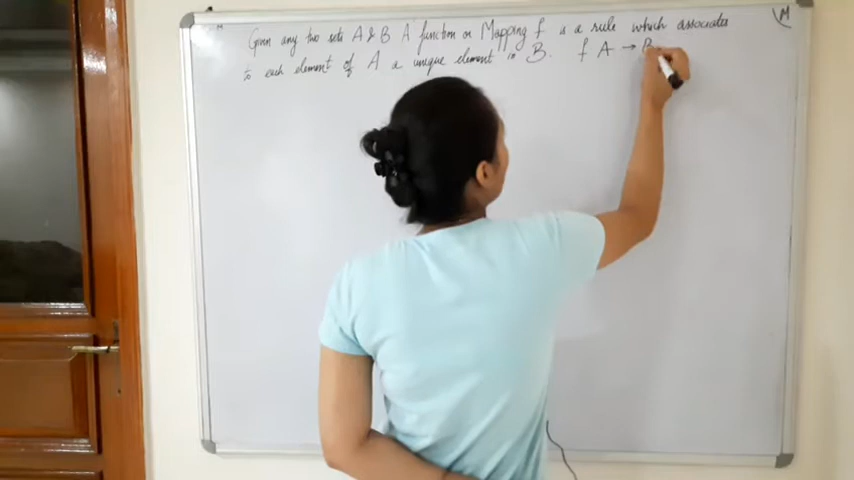 Given any two sets A & B A function or Mapping f is a rule which associates
to each element of A a unique element in B. f A → B
M